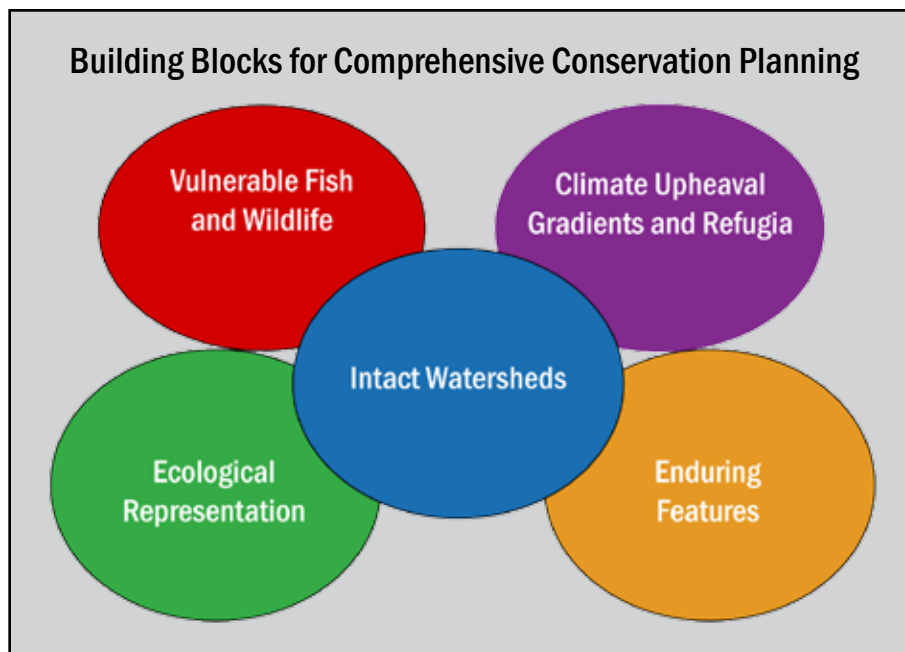 Building Blocks for Comprehensive Conservation Planning
Vulnerable Fish
and Wildlife
Climate Upheaval
Gradients and Refugia
Intact Watersheds
Ecological
Representation
Enduring
Features